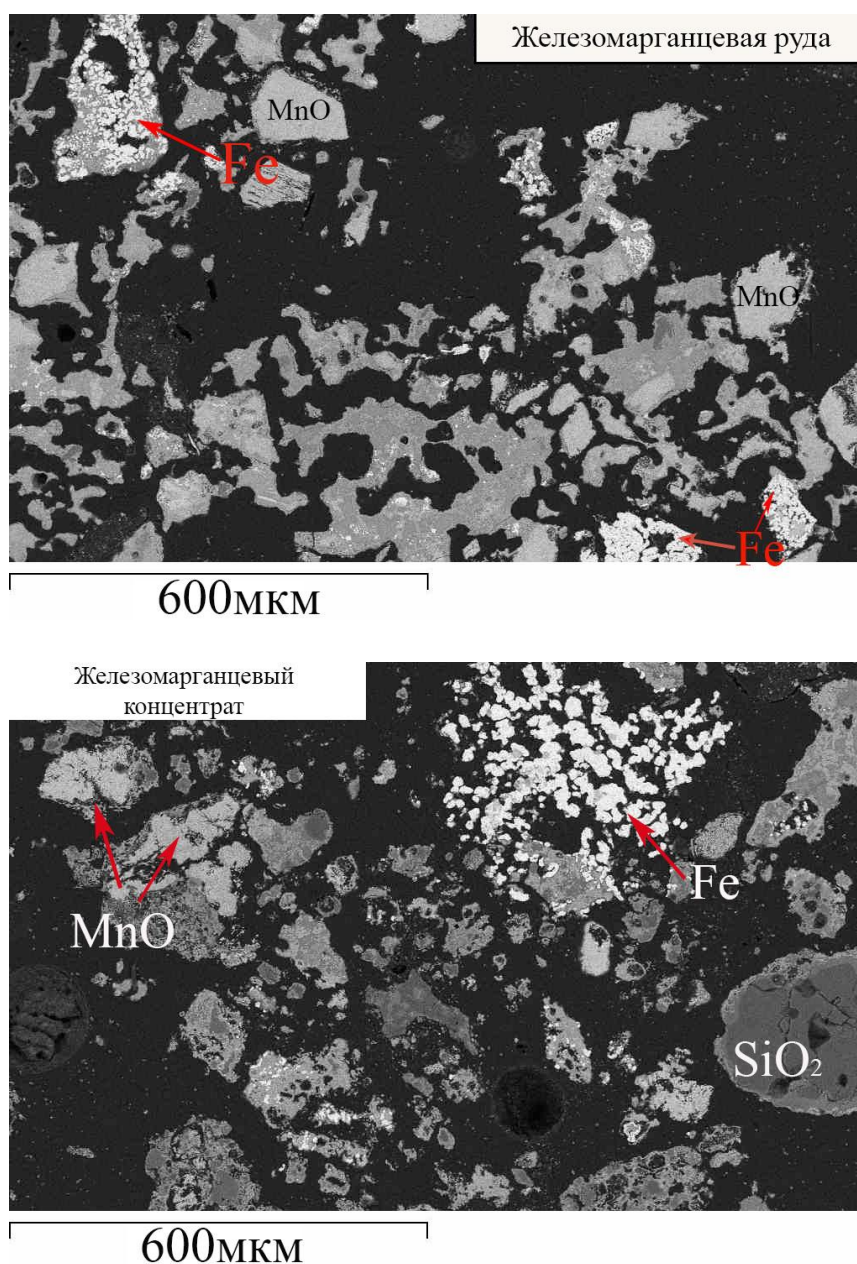 Железомарганцевая руда
MnO
Fe
MnO
Fe
600мкм
Железомарганцевый
концентрат
Fe
MnO
SiO₂
600мкм